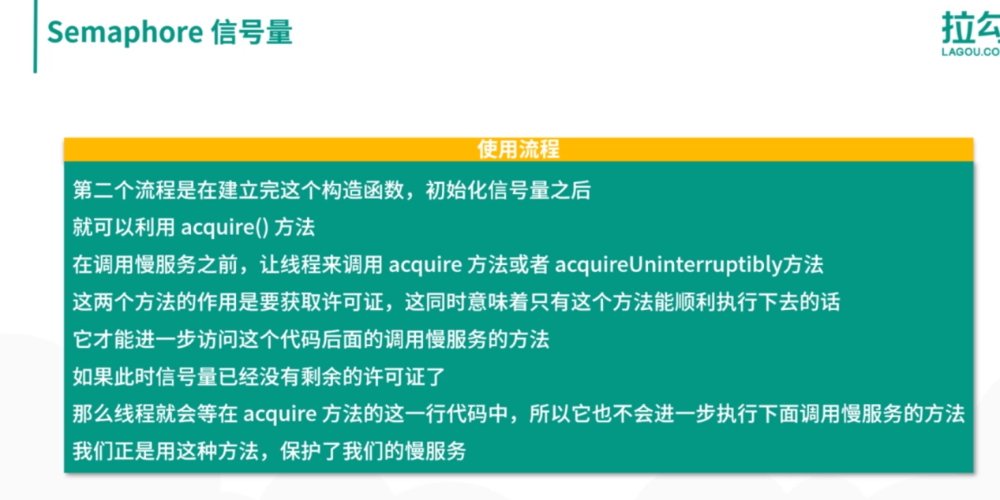 Semaphore 信号量
拉勾
LAGOU.CO
使用流程
第二个流程是在建立完这个构造函数，初始化信号量之后
就可以利用 acquire() 方法
在调用慢服务之前，让线程来调用 acquire 方法或者 acquireUninterruptibly方法
这两个方法的作用是要获取许可证，这同时意味着只有这个方法能顺利执行下去的话
它才能进一步访问这个代码后面的调用慢服务的方法
如果此时信号量已经没有剩余的许可证了
那么线程就会等在 acquire 方法的这一行代码中，所以它也不会进一步执行下面调用慢服务的方法
我们正是用这种方法，保护了我们的慢服务